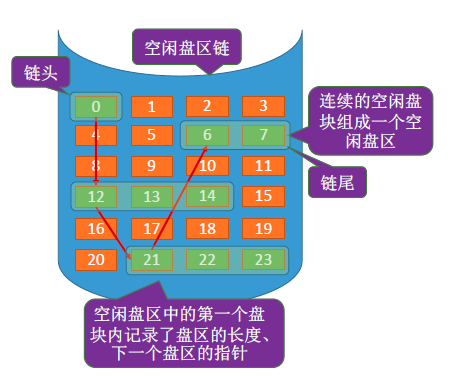 空闲盘区链
链头
0 1 2 3
4 5 6 7
8 9 10 11
12 13 14 15
16 17 18 19
20 21 22 23
连续的空闲盘
块组成一个空
闲盘区
链尾
空闲盘区中的第一个盘
块内记录了盘区的长度、
下一个盘区的指针